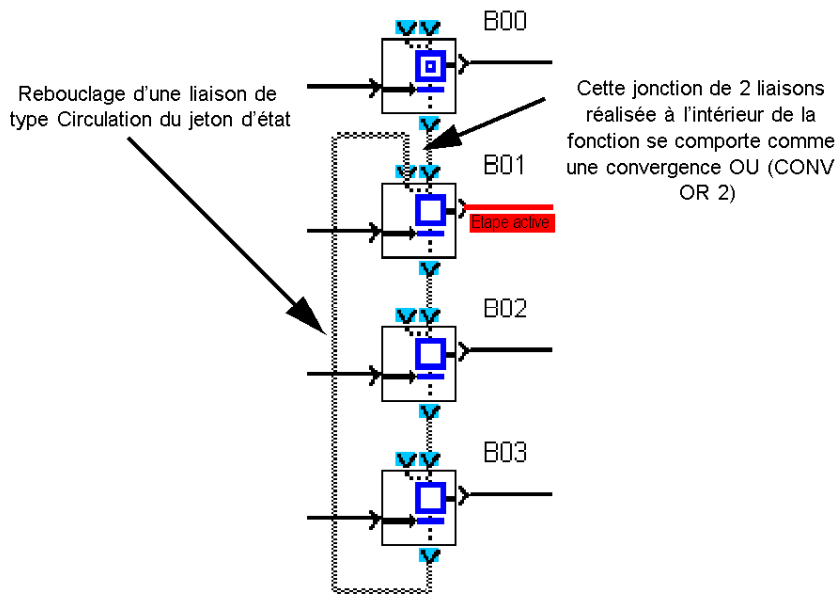 B00
Rebouclage d'une liaison de
type Circulation du jeton d'état
Cette jonction de 2 liaisons
réalisée à l'intérieur de la
fonction se comporte comme
une convergence OU (CONV
OR 2)
B01
Etape active
B02
B03